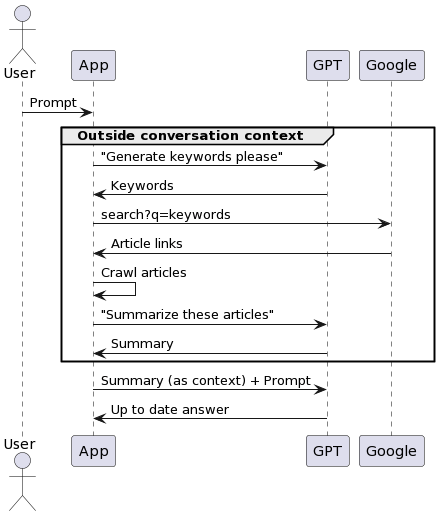 User
App
GPT
Google
Prompt
Outside conversation context
"Generate keywords please"
Keywords
search?q=keywords
Article links
Crawl articles
"Summarize these articles"
Summary
Summary (as context) + Prompt
Up to date answer
User
App
GPT
Google